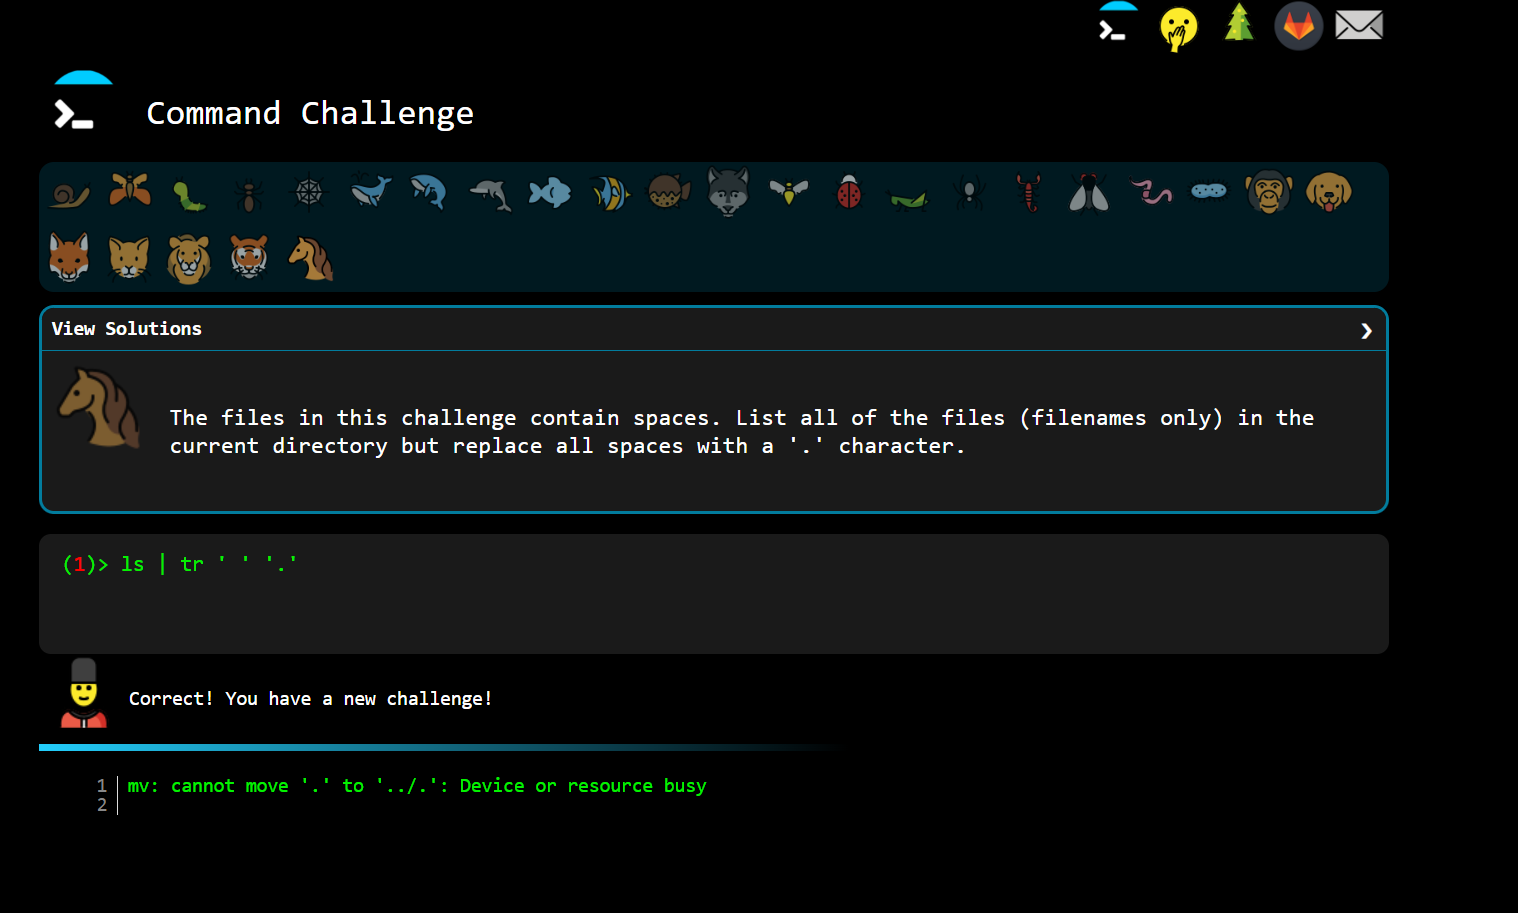 Command Challenge
View Solutions
The files in this challenge contain spaces. List all of the files (filenames only) in the
current directory but replace all spaces with a '.' character.
(1)> ls | tr ' ' '.'
Correct! You have a new challenge!
1 mv: cannot move '.' to '../.': Device or resource busy
2